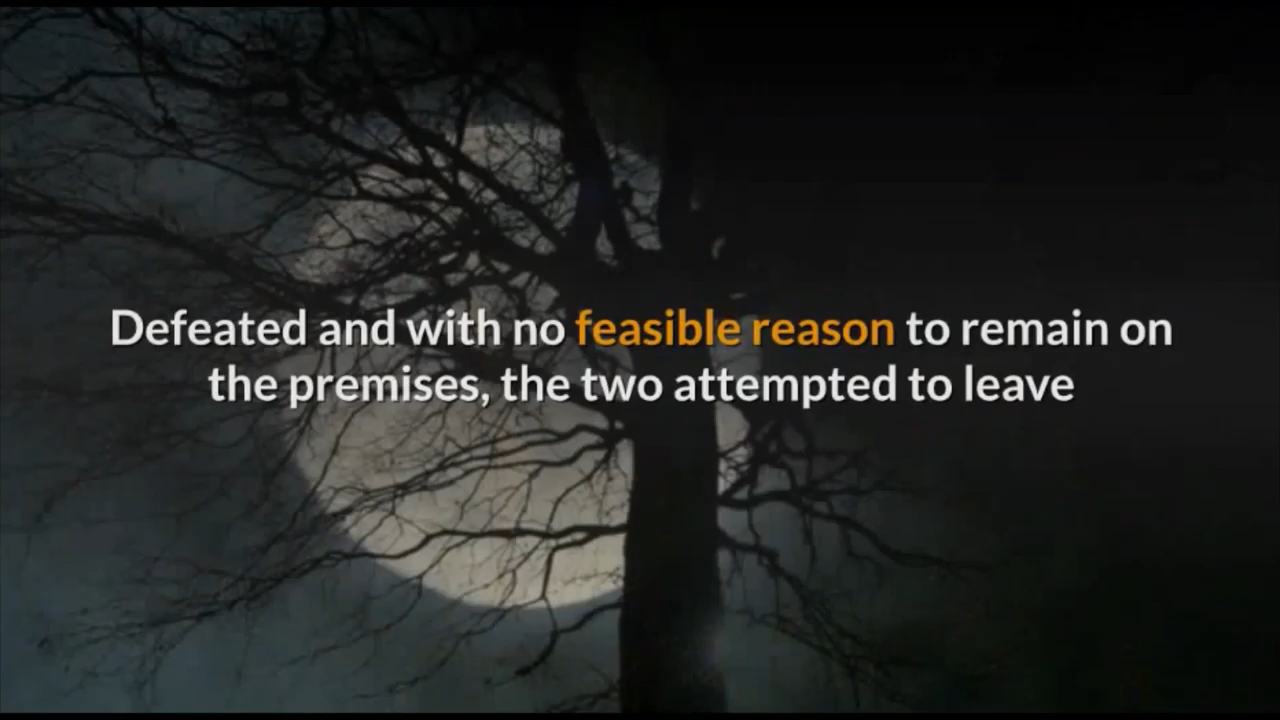 Defeated and with no feasible reason to remain on
the premises, the two attempted to leave